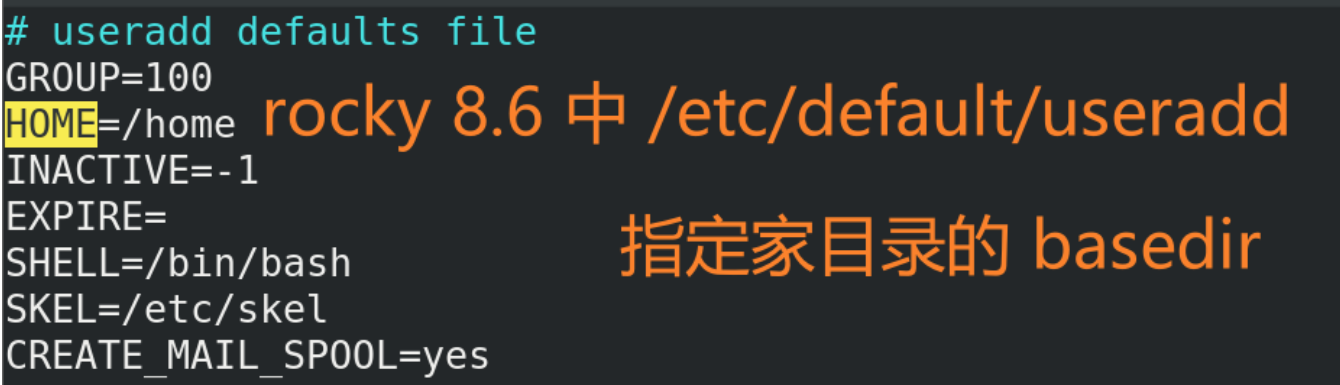 # useradd defaults file
GROUP=100
HOME=/home
rocky 8.6 中 /etc/default/useradd
INACTIVE=-1
EXPIRE=
指定家目录的 basedir
SHELL=/bin/bash
SKEL=/etc/skel
CREATE_MAIL_SPOOL=yes